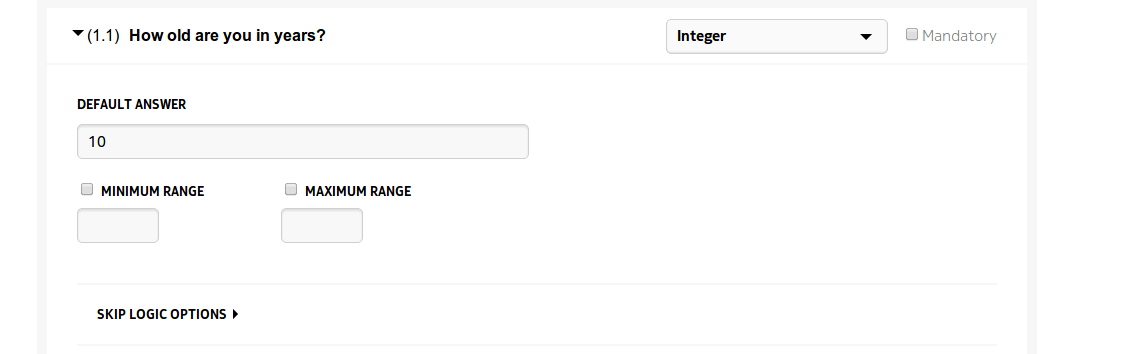 (1.1) How old are you in years? Integer Mandatory
DEFAULT ANSWER
10
MINIMUM RANGE MAXIMUM RANGE
SKIP LOGIC OPTIONS